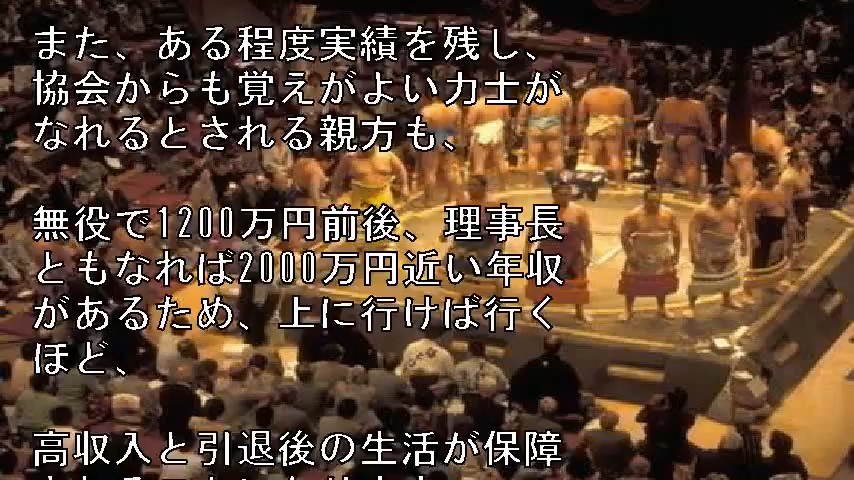 また、ある程度実績を残し、
協会からも覚えがよい力士が
なれるとされる親方も、
無役で1200万円前後、理事長
ともなれば2000万円近い年収
があるため、上に行けば行く
ほど、
高収入と引退後の生活が保障